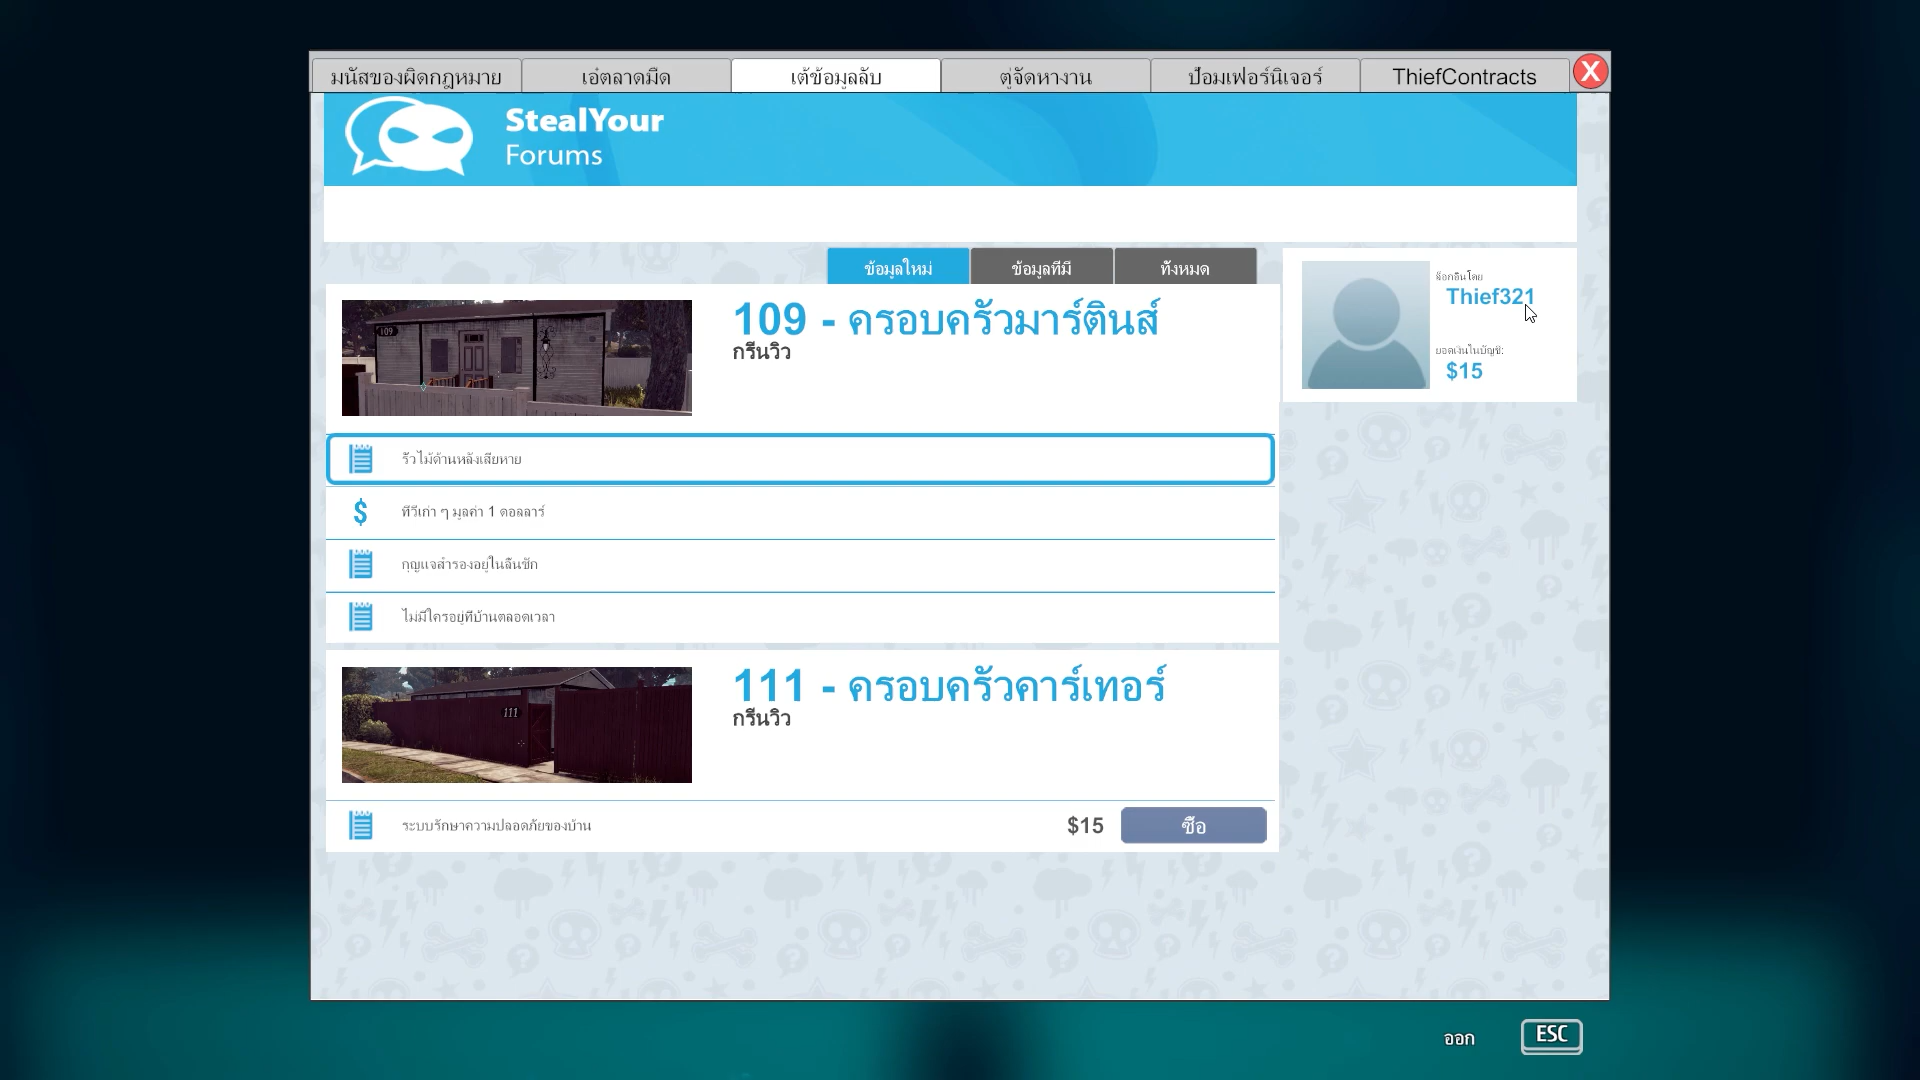 มนัสของผิดกฎหมาย
เอ๋ตลาดมืด
เต้ข้อมูลลับ
ตู่จัดหางาน
ป้อมเฟอร์นิเจอร์
ThiefContracts
X
StealYour
Forums
ข้อมูลใหม่
ข้อมูลที่มี
ทั้งหมด
109
109 - ครอบครัวมาร์ตินส์
กรีนวิว
ล็อกอินโดย
Thief321
ยอดเงินในบัญชี:
$15
รั้วไม้ด้านหลังเสียหาย
$
ทีวีเก่า ๆ มูลค่า 1 ดอลลาร์
กุญแจสำรองอยู่ในลิ้นชัก
ไม่มีใครอยู่ที่บ้านตลอดเวลา
111
111 - ครอบครัวคาร์เทอร์
กรีนวิว
ระบบรักษาความปลอดภัยของบ้าน
$15
ซื้อ
ออก
ESC